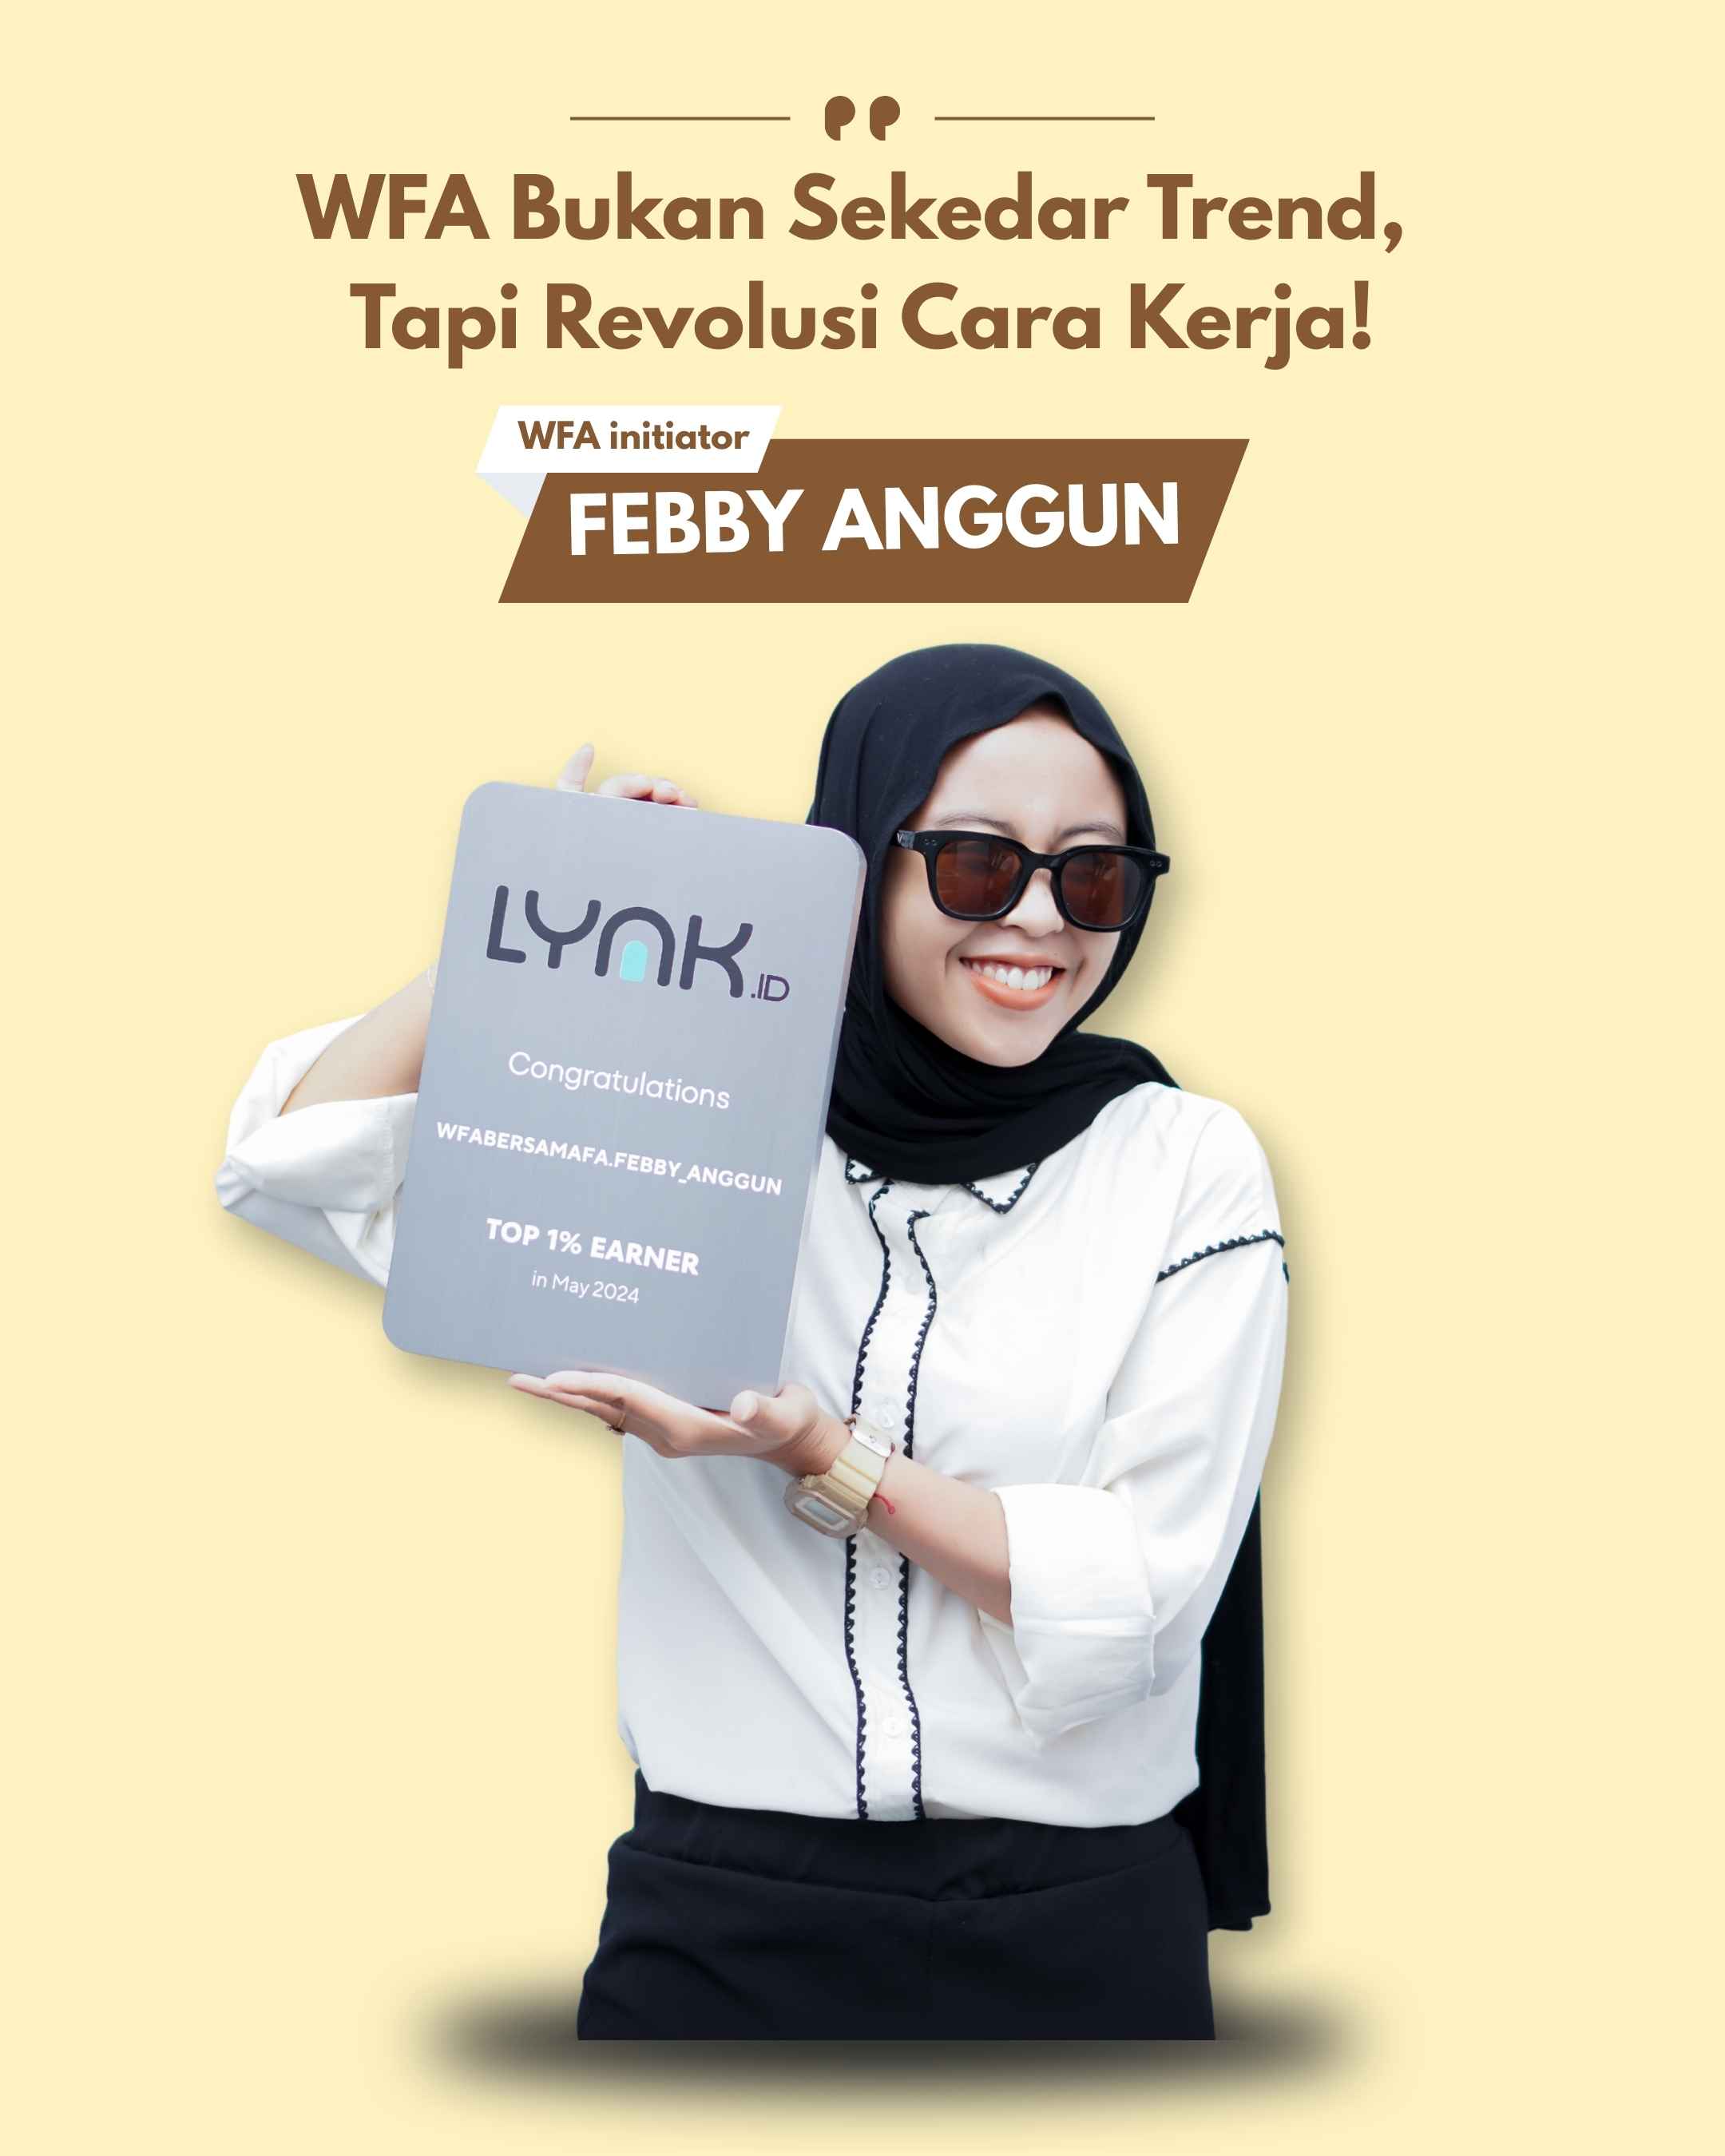 WFA Bukan Sekedar Trend,
Tapi Revolusi Cara Kerja!
WFA initiator
FEBBY ANGGUN
LYNK.ID
Congratulations
WFABERSAMAFA.FEBBY_ANGGUN
TOP 1% EARNER
in May 2024